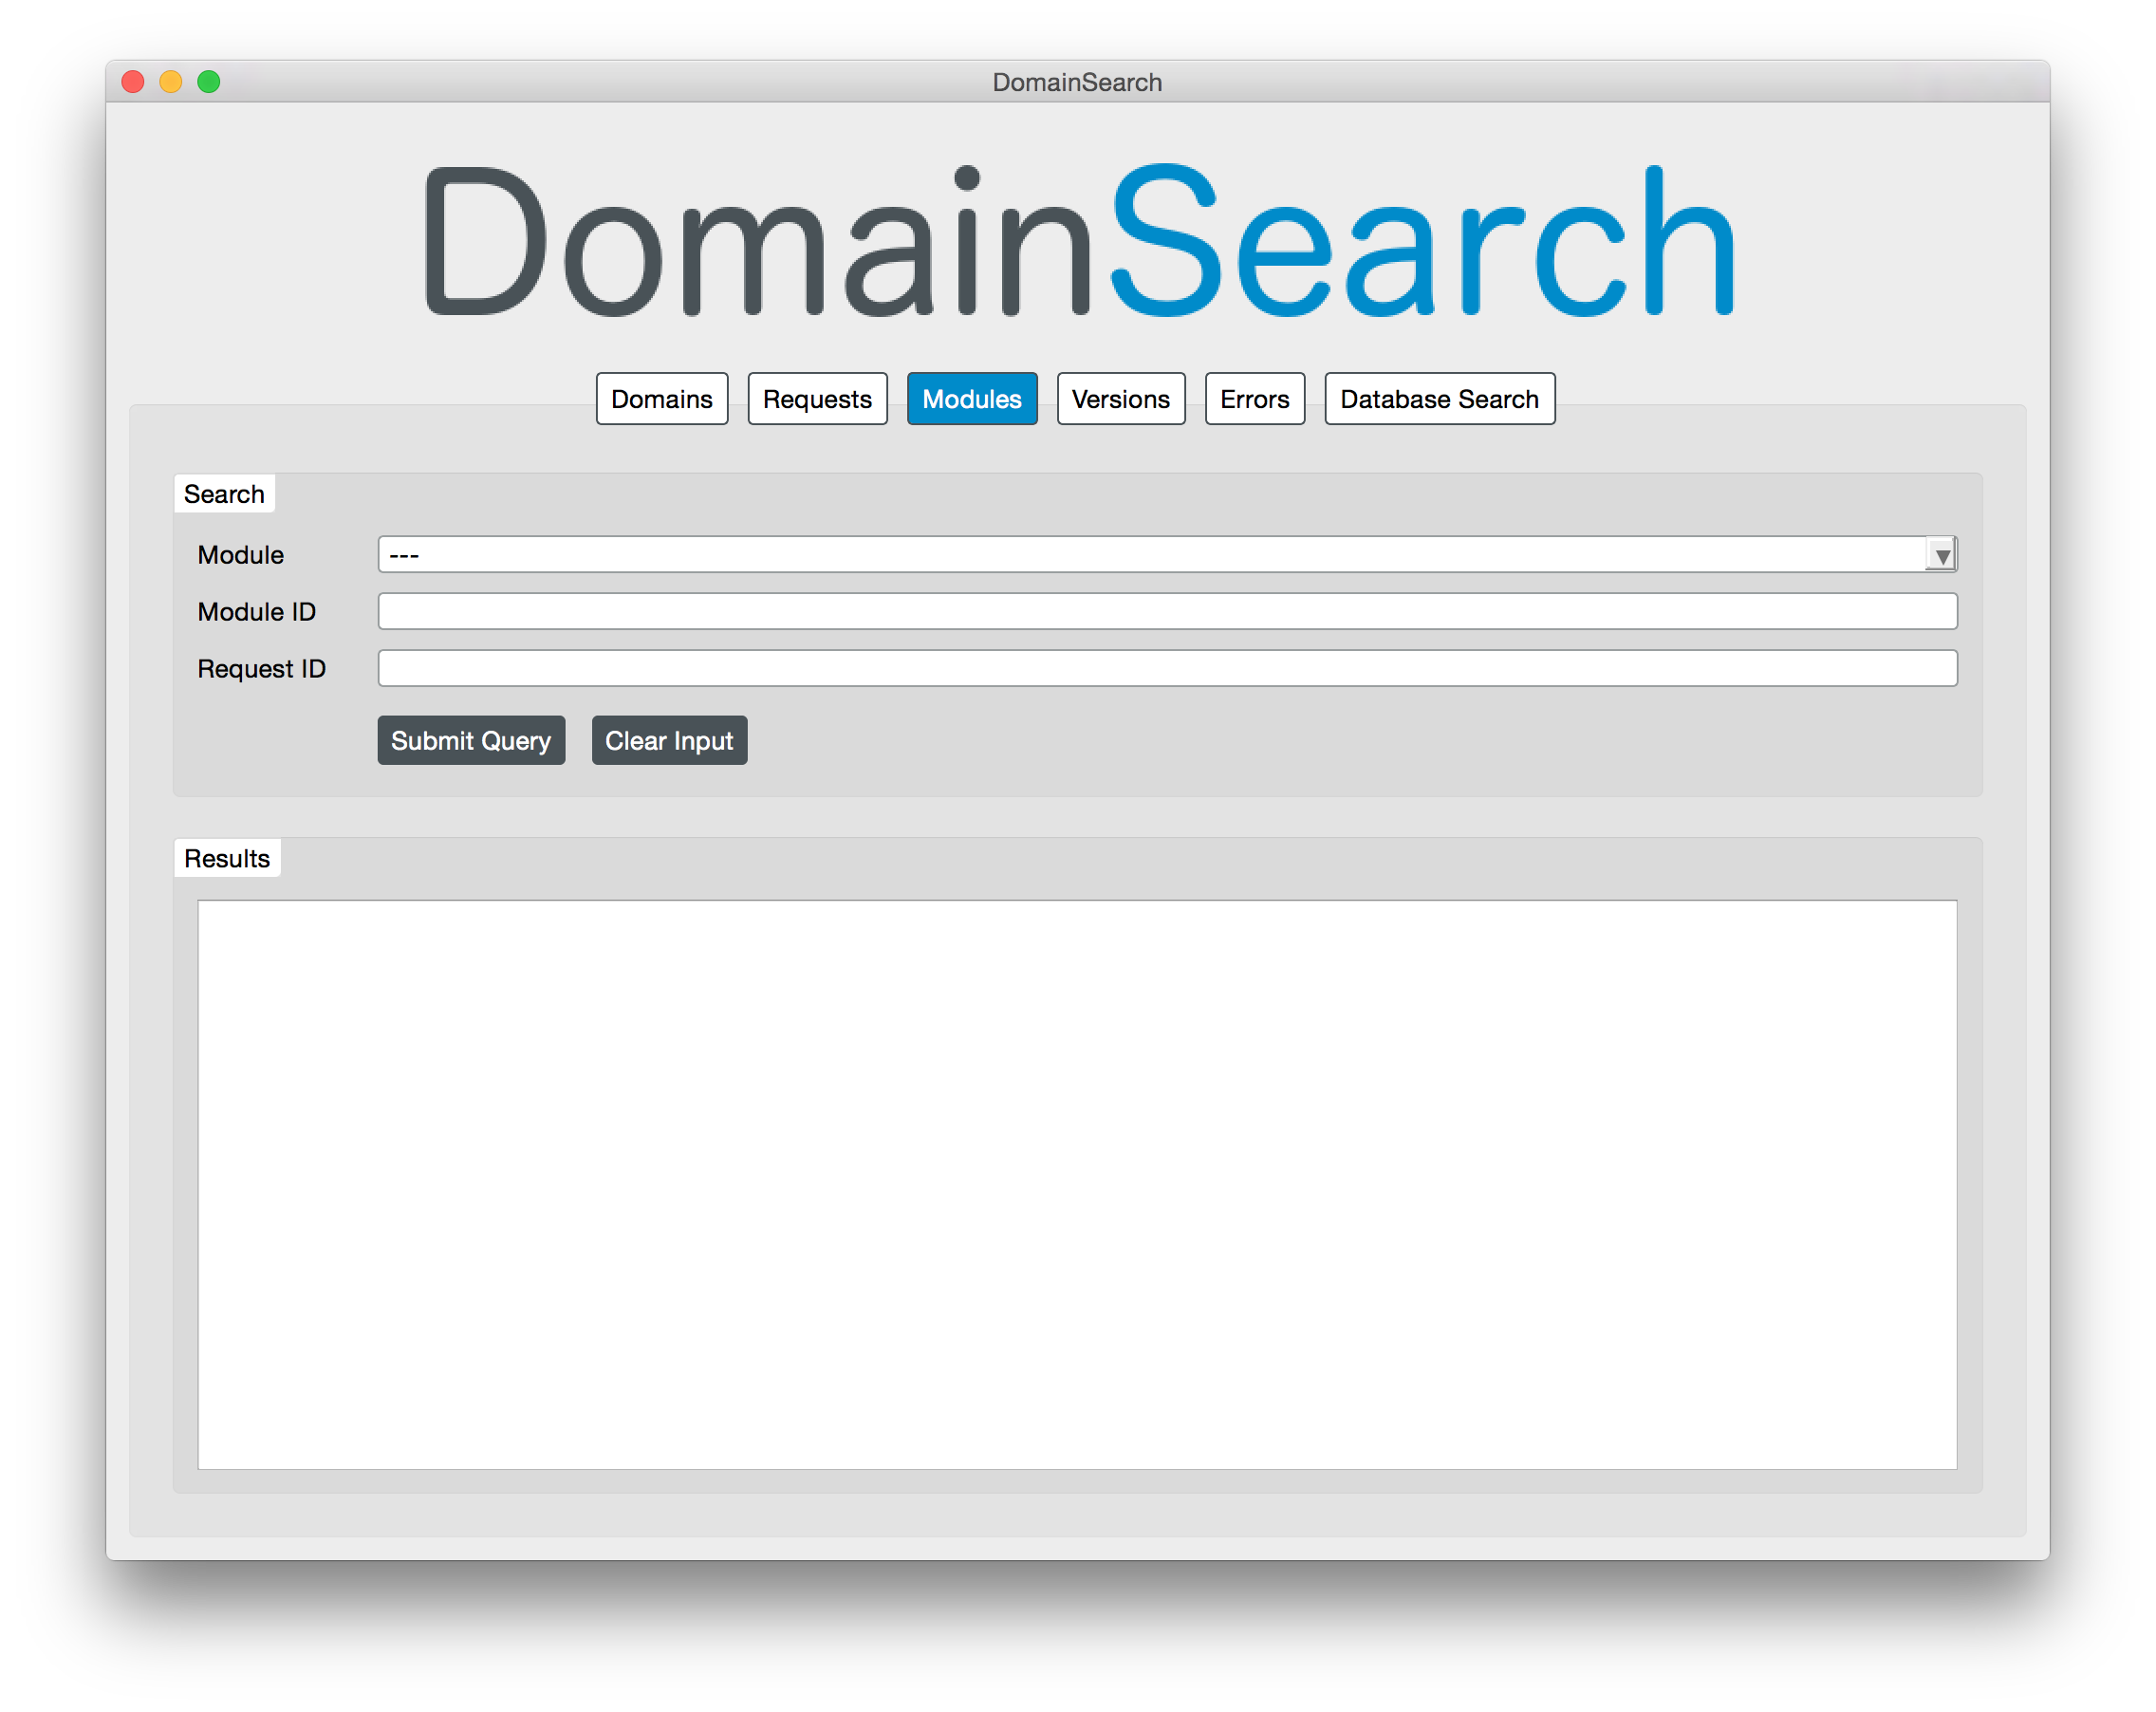 DomainSearch
DomainSearch
Domains Requests Modules Versions Errors Database Search
Search
Module ---
Module ID
Request ID
Submit Query Clear Input
Results